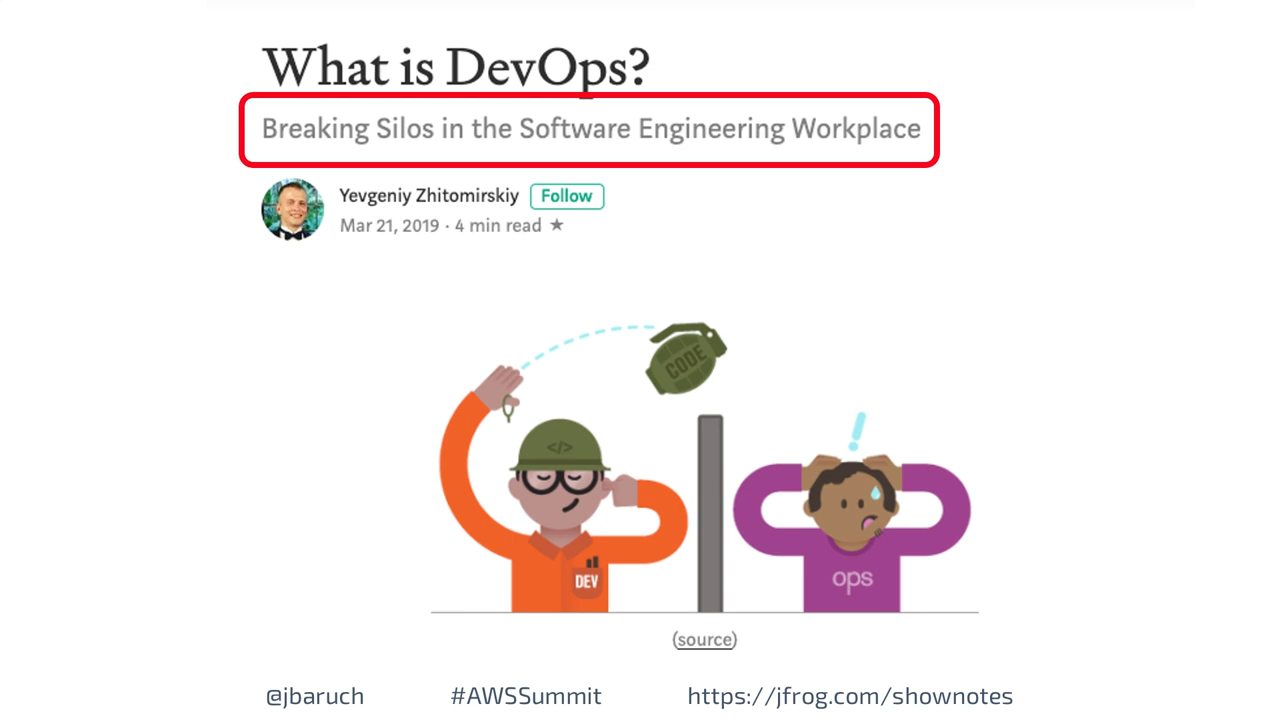 What is DevOps?
Breaking Silos in the Software Engineering Workplace
Yevgeniy Zhitomirskiy Follow
Mar 21, 2019 · 4 min read ★
CODE
</>
DEV
ops
(source)
@jbaruch #AWSSummit https://jfrog.com/shownotes